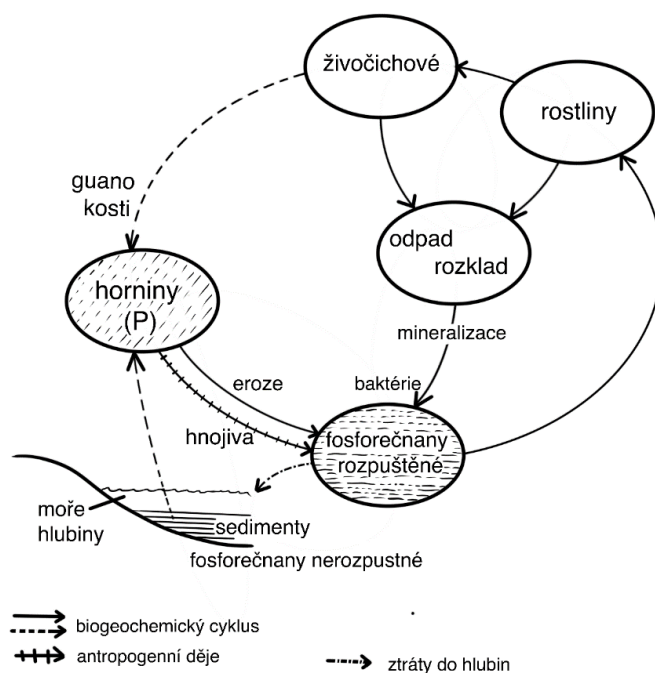 živočichové
rostliny
guano
kosti
odpad
rozklad
horniny
(P)
mineralizace
eroze
baktérie
hnojiva
fosforečnany
rozpuštěné
moře
hlubiny
sedimenty
fosforečnany nerozpustné
biogeochemický cyklus
antropogenní děje
ztráty do hlubin